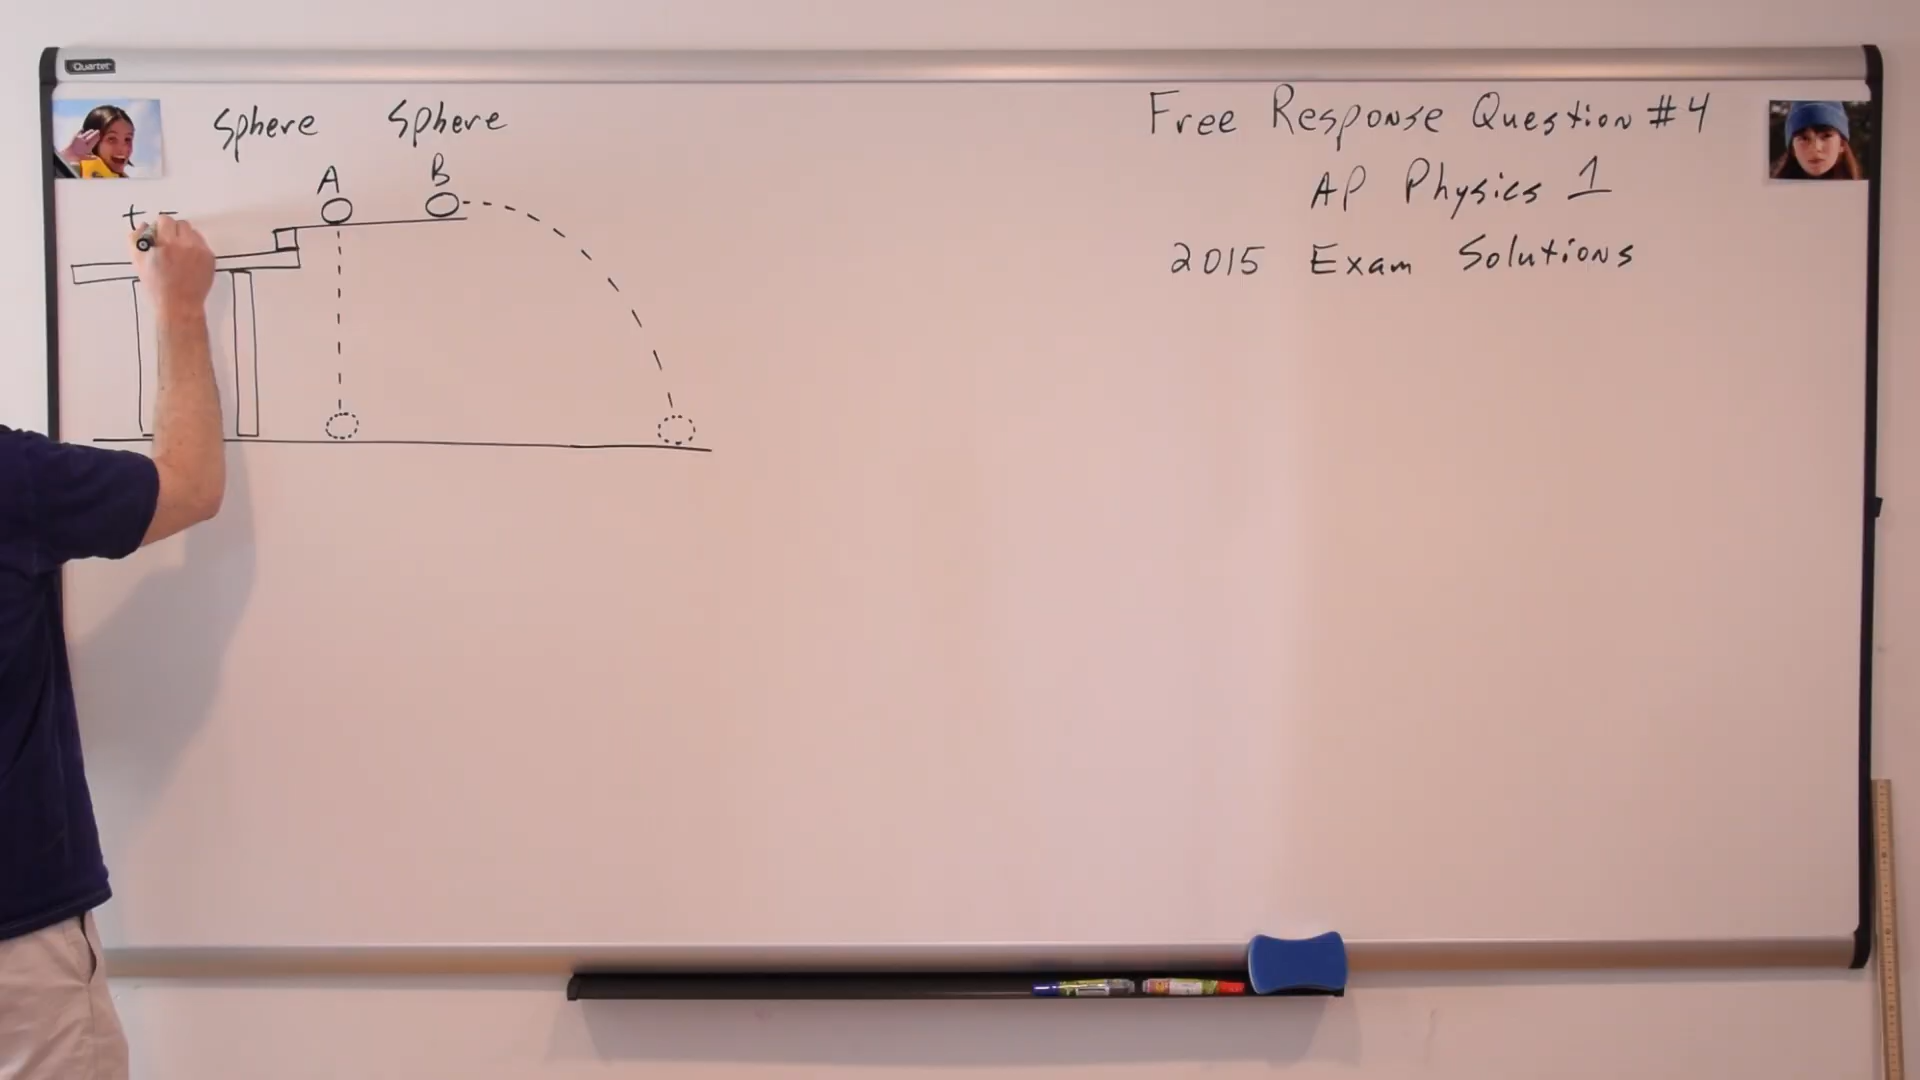 Quartet
Sphere Sphere
A B
t =
Free Response Question #4
AP Physics 1
2015 Exam Solutions